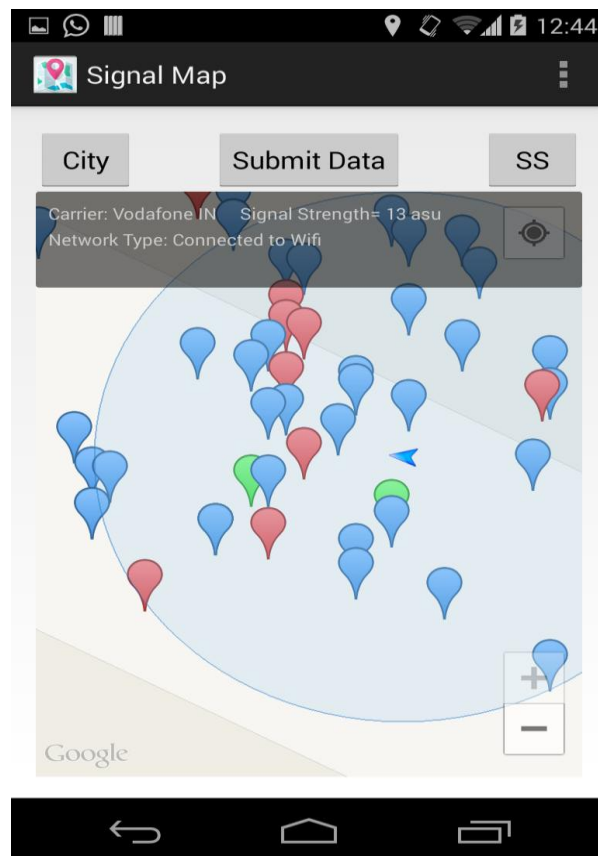 12:44
Signal Map
City Submit Data SS
Carrier: Vodafone IN Signal Strength= 13 asu
Network Type: Connected to Wifi
+
−
Google